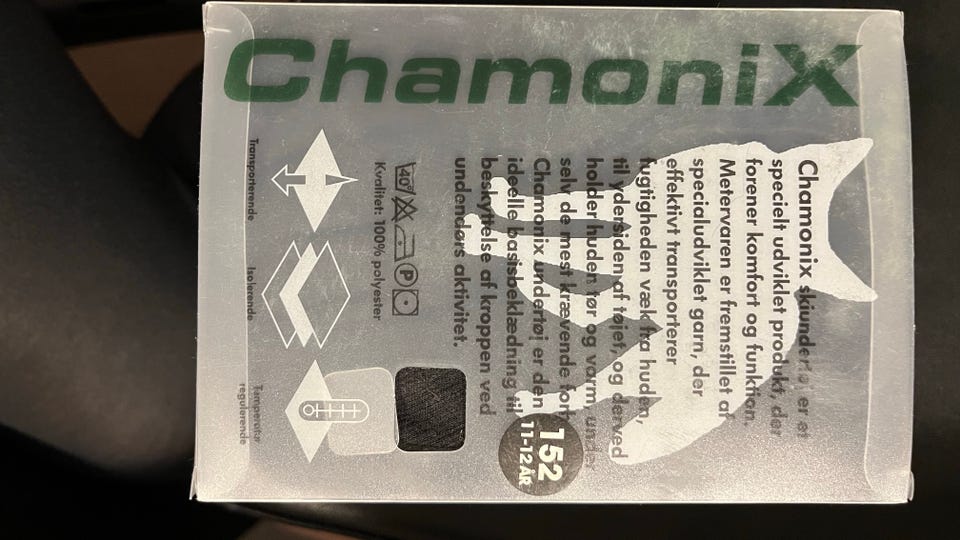 ChamoniX
Chamonix skiundertøj er et
specielt udviklet produkt, der
forener komfort og funktion.
Metervaren er fremstillet af
specialudviklet garn, der
effektivt transporterer
fugtigheden væk fra huden,
til ydersiden af tøjet, og derved
holder huden tør og varm, under
selv de mest krævende form
Chamonix undertøj er den
ideelle basisbeklædning til
beskyttelse af kroppen ved
undendørs aktivitet.
152
11-12 ÅR
40° P
Kvalitet: 100% polyester
Transporterende
Isolerende
Temperatur
regulerende